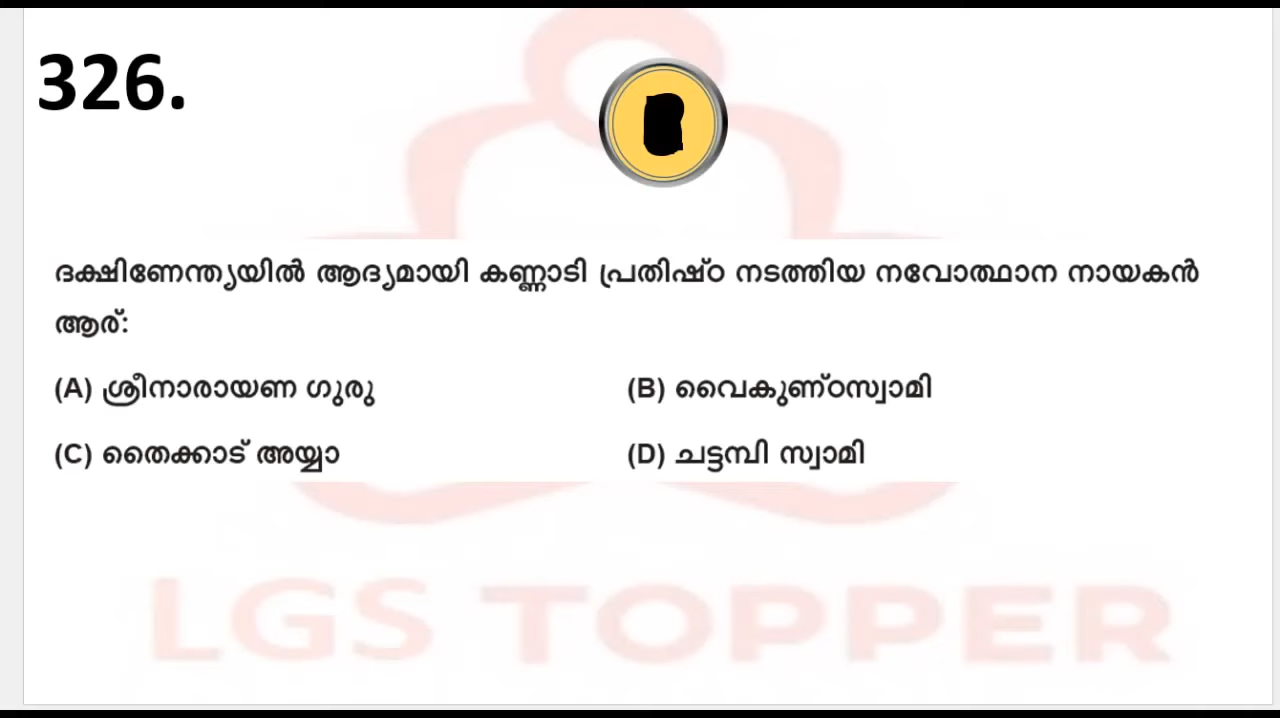 326.
ദക്ഷിണേന്ത്യയിൽ ആദ്യമായി കണ്ണാടി പ്രതിഷ്ഠ നടത്തിയ നവോത്ഥാന നായകൻ
ആര്:
(A) ശ്രീനാരായണ ഗുരു (B) വൈകുണ്ഠസ്വാമി
(C) തൈക്കാട് അയ്യാ (D) ചട്ടമ്പി സ്വാമി
LGS TOPPER